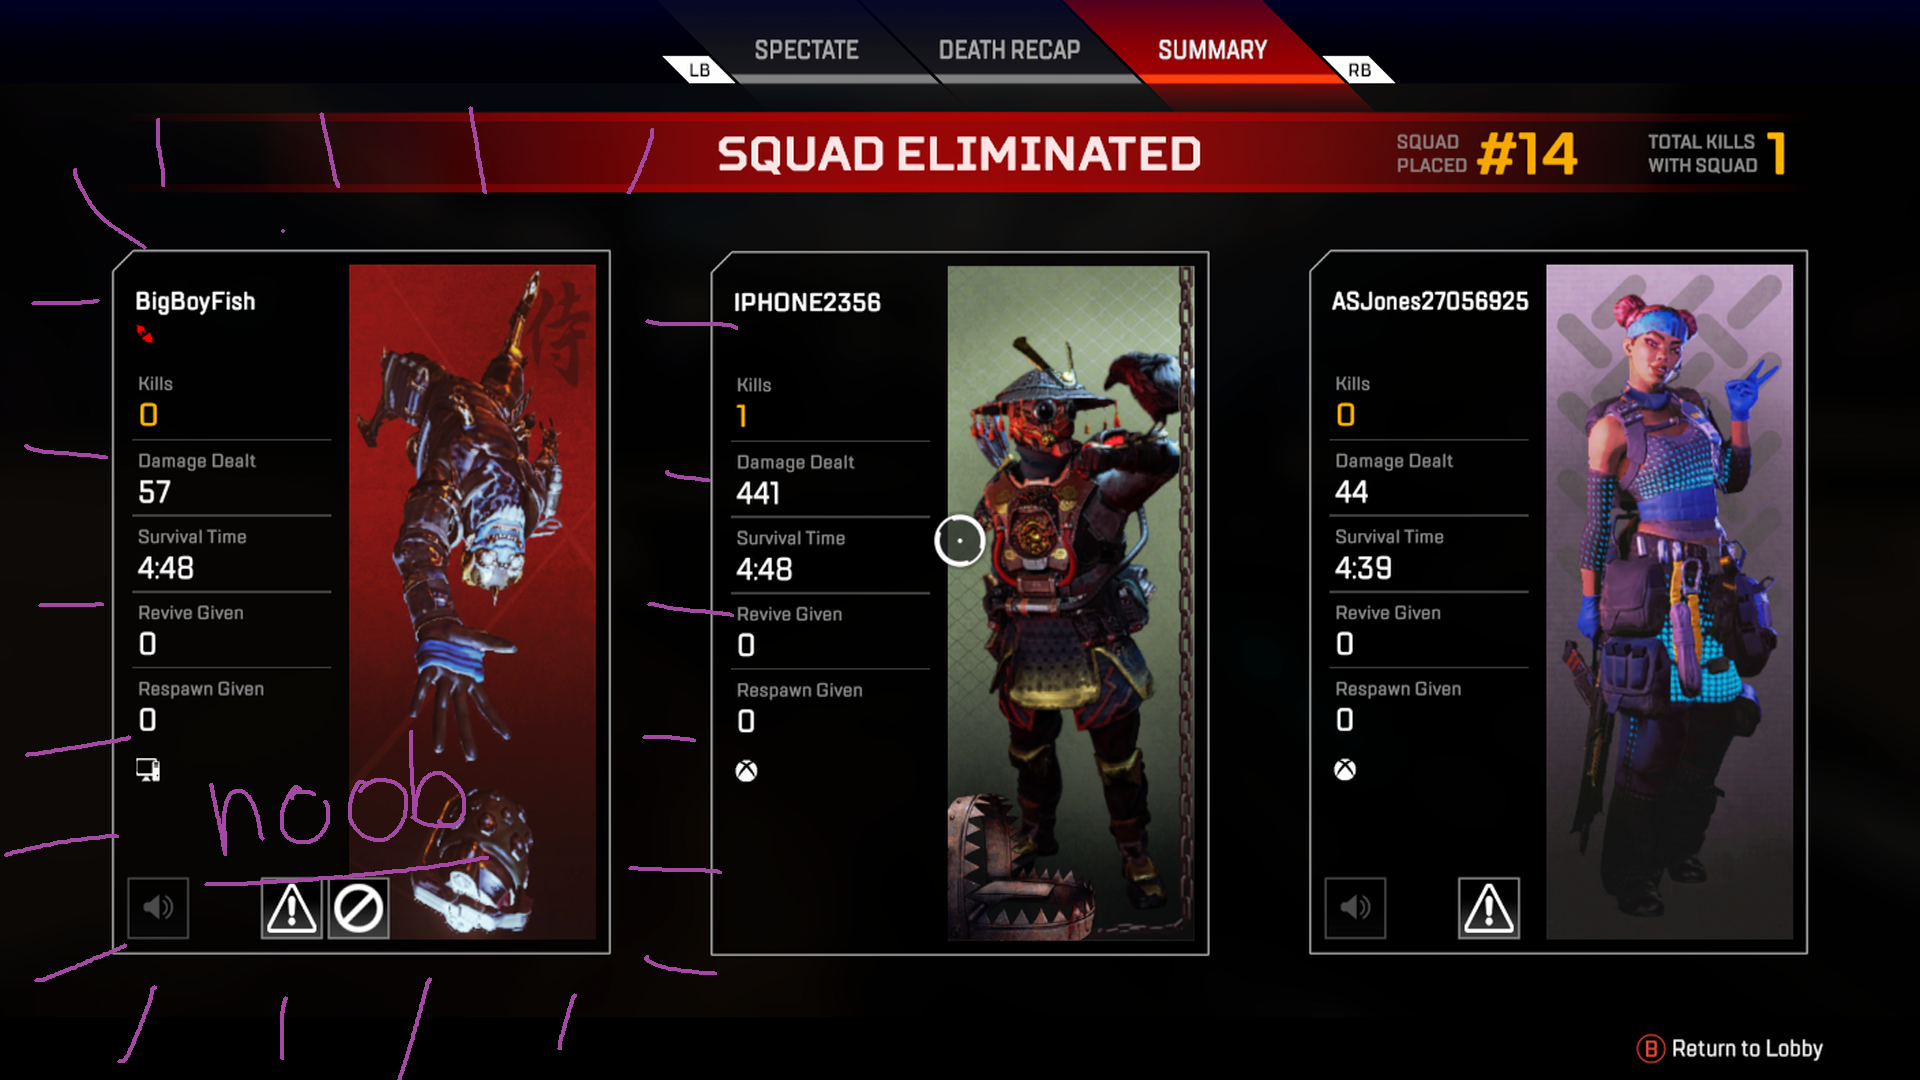 SPECTATE
DEATH RECAP
SUMMARY
LB
RB
SQUAD ELIMINATED
SQUAD PLACED #14
TOTAL KILLS WITH SQUAD 1
BigBoyFish
侍
Kills
0
Damage Dealt
57
Survival Time
4:48
Revive Given
0
Respawn Given
0
noob
IPHONE2356
Kills
1
Damage Dealt
441
Survival Time
4:48
Revive Given
0
Respawn Given
0
ASJones27056925
Kills
0
Damage Dealt
44
Survival Time
4:39
Revive Given
0
Respawn Given
0
B Return to Lobby